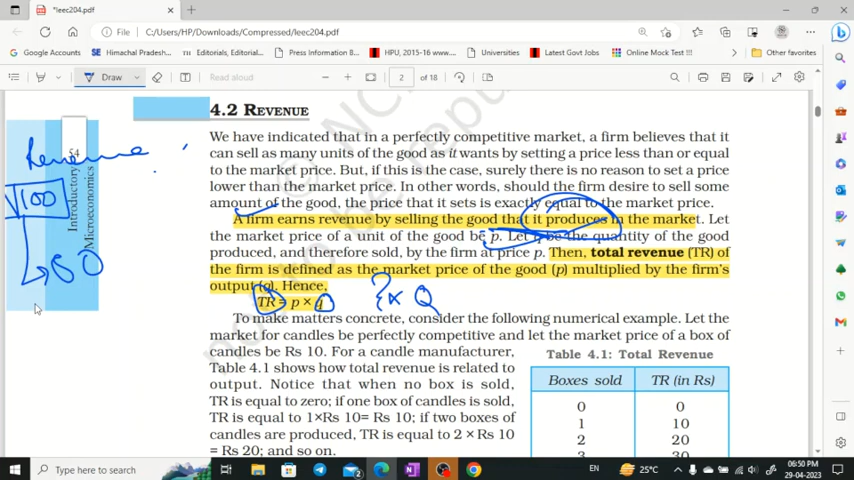 *leec204.pdf
File | C:/Users/HP/Downloads/Compressed/leec204.pdf
Google Accounts Himachal Pradesh... Editorials, Editorial... Press Information B... HPU, 2015-16 www.... Universities Latest Govt Jobs Online Mock Test M... Other favorites
Draw Read aloud 2 of 18
4.2 REVENUE
We have indicated that in a perfectly competitive market, a firm believes that it
can sell as many units of the good as it wants by setting a price less than or equal
to the market price. But, if this is the case, surely there is no reason to set a price
lower than the market price. In other words, should the firm desire to sell some
amount of the good, the price that it sets is exactly equal to the market price.
A firm earns revenue by selling the good that it produces in the market. Let
the market price of a unit of the good be p. Let q be the quantity of the good
produced, and therefore sold, by the firm at price p. Then, total revenue (TR) of
the firm is defined as the market price of the good (p) multiplied by the firm's
output (q). Hence,
TR = p × q
× Q
To make matters concrete, consider the following numerical example. Let the
market for candles be perfectly competitive and let the market price of a box of
candles be Rs 10. For a candle manufacturer,
Table 4.1 shows how total revenue is related to
output. Notice that when no box is sold,
TR is equal to zero; if one box of candles is sold,
TR is equal to 1×Rs 10= Rs 10; if two boxes of
candles are produced, TR is equal to 2 × Rs 10
= Rs 20; and so on.
Table 4.1: Total Revenue
Boxes sold TR (in Rs)
0 0
1 10
2 20
3 30
Revenue
100
54
Introductory
Microeconomics
Type here to search
25°C
EN
06:50 PM
29-04-2023